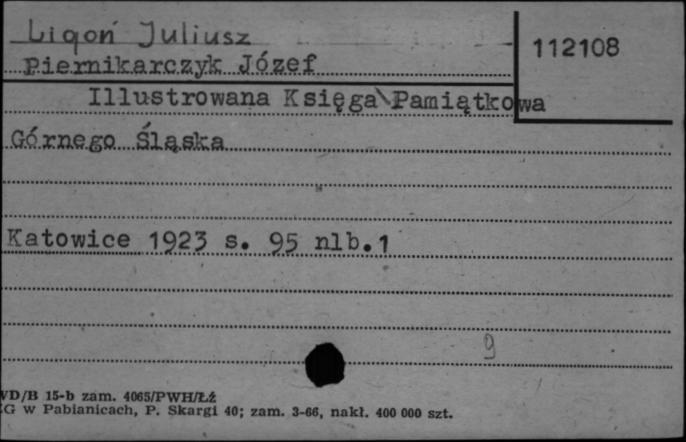 Ligoń Juliusz
112108
Piernikarczyk Józef
Illustrowana Księga\Pamiątkowa
Górnego Śląska
Katowice 1923 s. 95 nlb.1
9
VD/B 15-b zam. 4065/PWH/Łź
G w Pabianicach, P. Skargi 40; zam. 3-66, nakł. 400 000 szt.